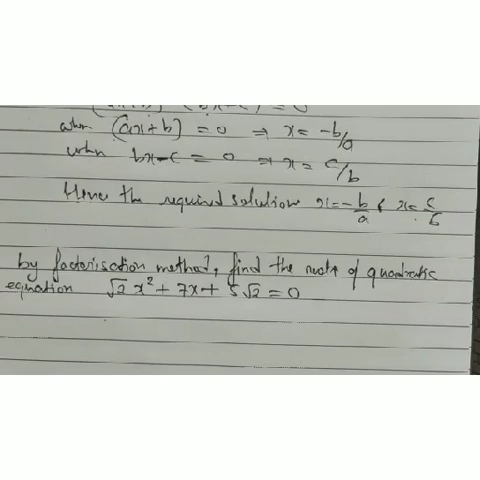 when (ax+b) = 0 ⇒ x = -b/a
when bx-c = 0 ⇒ x = c/b
Hence the required solution x=-b/a & x=c/b
by factorisation method, find the roots of quadratic
equation √2 x² + 7x + 5√2 = 0